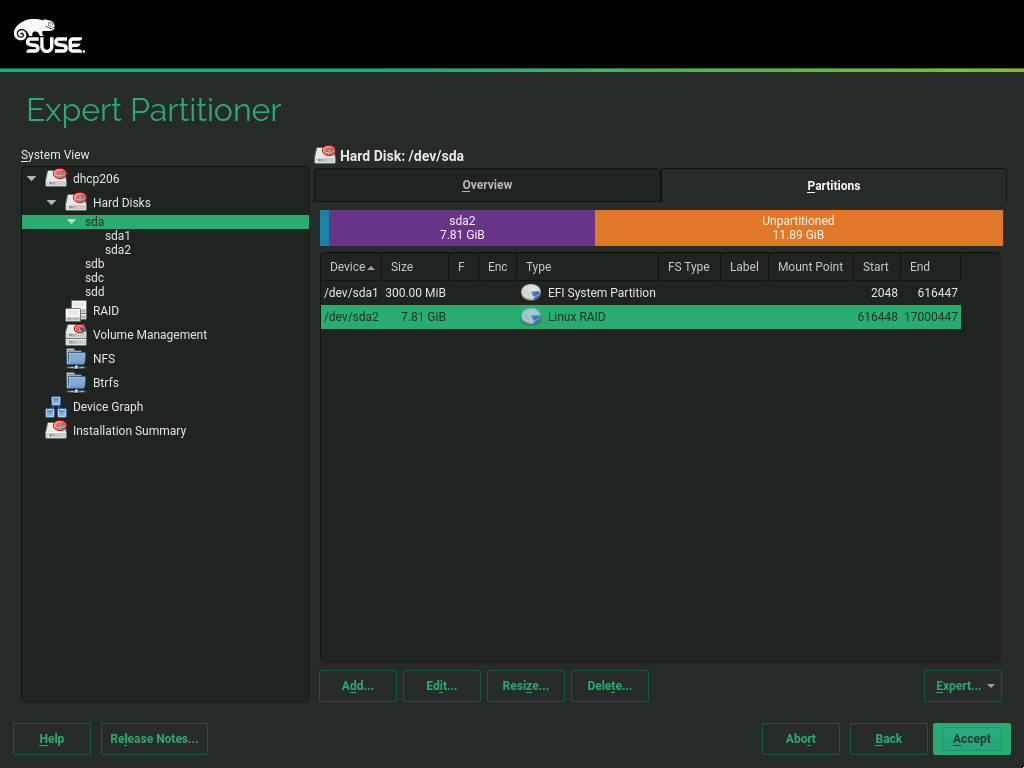 SUSE.
Expert Partitioner
System View
dhcp206
Hard Disks
sda
sda1
sda2
sdb
sdc
sdd
RAID
Volume Management
NFS
Btrfs
Device Graph
Installation Summary
Hard Disk: /dev/sda
Overview Partitions
sda2 Unpartitioned
7.81 GiB 11.89 GiB
Device Size F Enc Type FS Type Label Mount Point Start End
/dev/sda1 300.00 MiB EFI System Partition 2048 616447
/dev/sda2 7.81 GiB Linux RAID 616448 17000447
Add... Edit... Resize... Delete... Expert...
Help Release Notes... Abort Back Accept